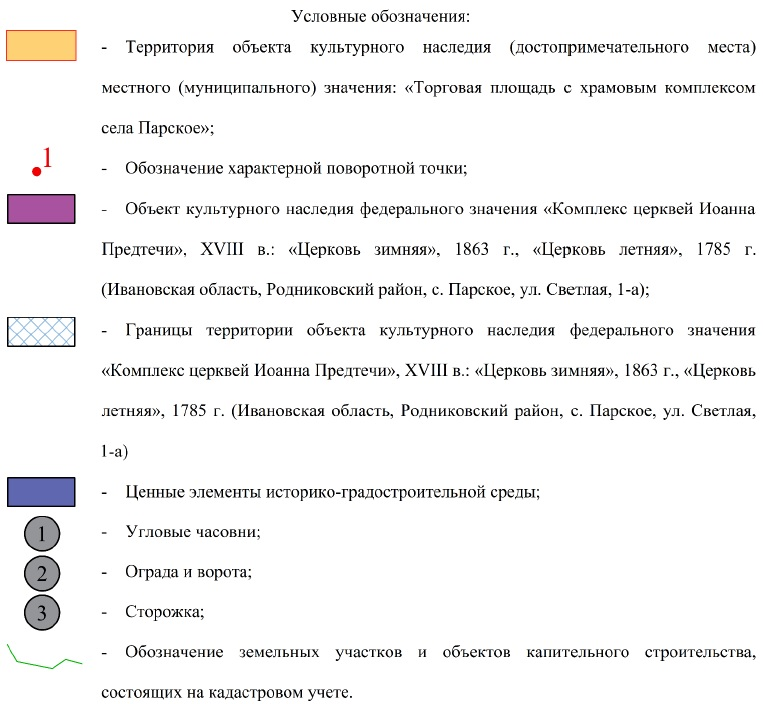 Условные обозначения:
- Территория объекта культурного наследия (достопримечательного места)
местного (муниципального) значения: «Торговая площадь с храмовым комплексом
села Парское»;
1
- Обозначение характерной поворотной точки;
- Объект культурного наследия федерального значения «Комплекс церквей Иоанна
Предтечи», XVIII в.: «Церковь зимняя», 1863 г., «Церковь летняя», 1785 г.
(Ивановская область, Родниковский район, с. Парское, ул. Светлая, 1-а);
- Границы территории объекта культурного наследия федерального значения
«Комплекс церквей Иоанна Предтечи», XVIII в.: «Церковь зимняя», 1863 г., «Церковь
летняя», 1785 г. (Ивановская область, Родниковский район, с. Парское, ул. Светлая,
1-а)
- Ценные элементы историко-градостроительной среды;
1 - Угловые часовни;
2 - Ограда и ворота;
3 - Сторожка;
- Обозначение земельных участков и объектов капительного строительства,
состоящих на кадастровом учете.